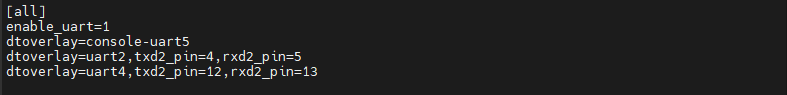 [all]
enable_uart=1
dtoverlay=console-uart5
dtoverlay=uart2,txd2_pin=4,rxd2_pin=5
dtoverlay=uart4,txd2_pin=12,rxd2_pin=13